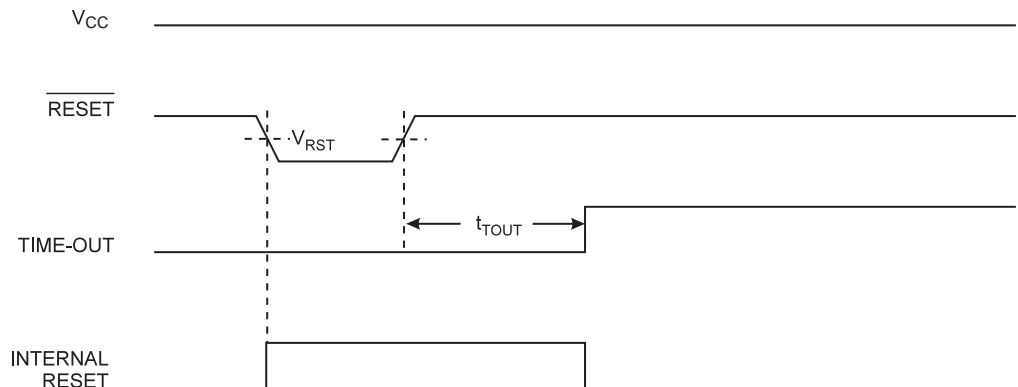 VCC
RESET
VRST
tTOUT
TIME-OUT
INTERNAL
RESET